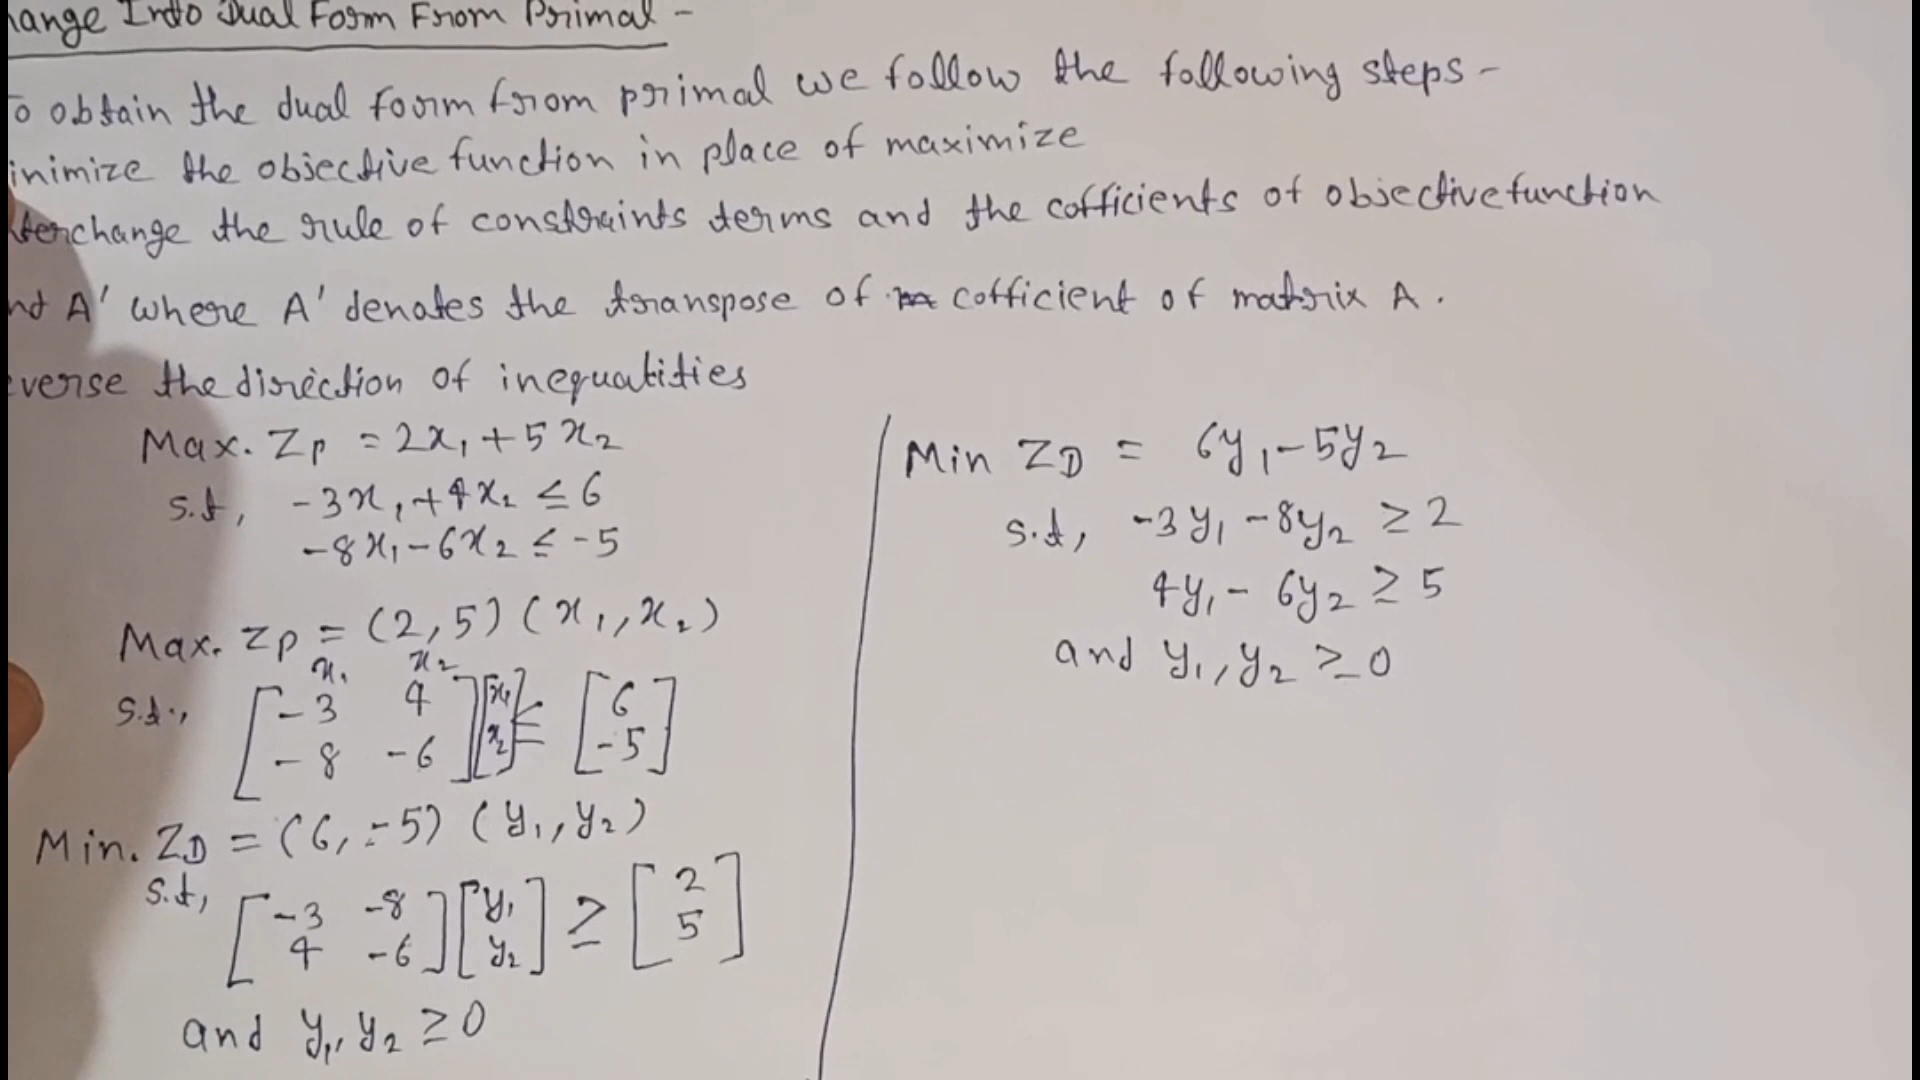 hange Into Dual Form From Primal -
To obtain the dual form from primal we follow the following steps -
inimize the objective function in place of maximize
terchange the rule of constraints terms and the cofficients of objective function
nd A' where A' denates the transpose of cofficient of matrix A.
verse the direction of inequatities
Max. Zp = 2x₁ + 5x₂
s.t, -3x₁ + 4x₂ ≤ 6
-8x₁ - 6x₂ ≤ -5
Max. Zp = (2, 5) (x₁, x₂)
x₁ x₂
s.t., [-3 4] [x₁] ≤ [6]
[-8 -6] [x₂] [-5]
Min. ZD = (6, -5) (y₁, y₂)
s.t, [-3 -8] [y₁] ≥ [2]
[4 -6] [y₂] [5]
and y₁, y₂ ≥ 0
Min ZD = 6y₁ - 5y₂
s.t, -3y₁ - 8y₂ ≥ 2
4y₁ - 6y₂ ≥ 5
and y₁, y₂ ≥ 0